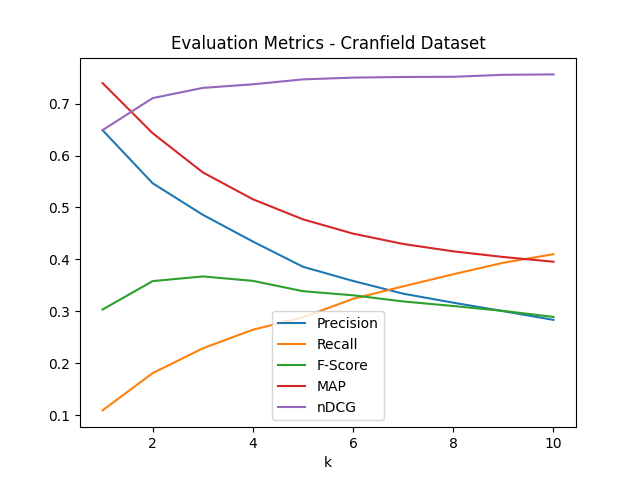 Evaluation Metrics - Cranfield Dataset
0.7
0.6
0.5
0.4
0.3
0.2
0.1
Precision
Recall
F-Score
MAP
nDCG
2 4 6 8 10
k